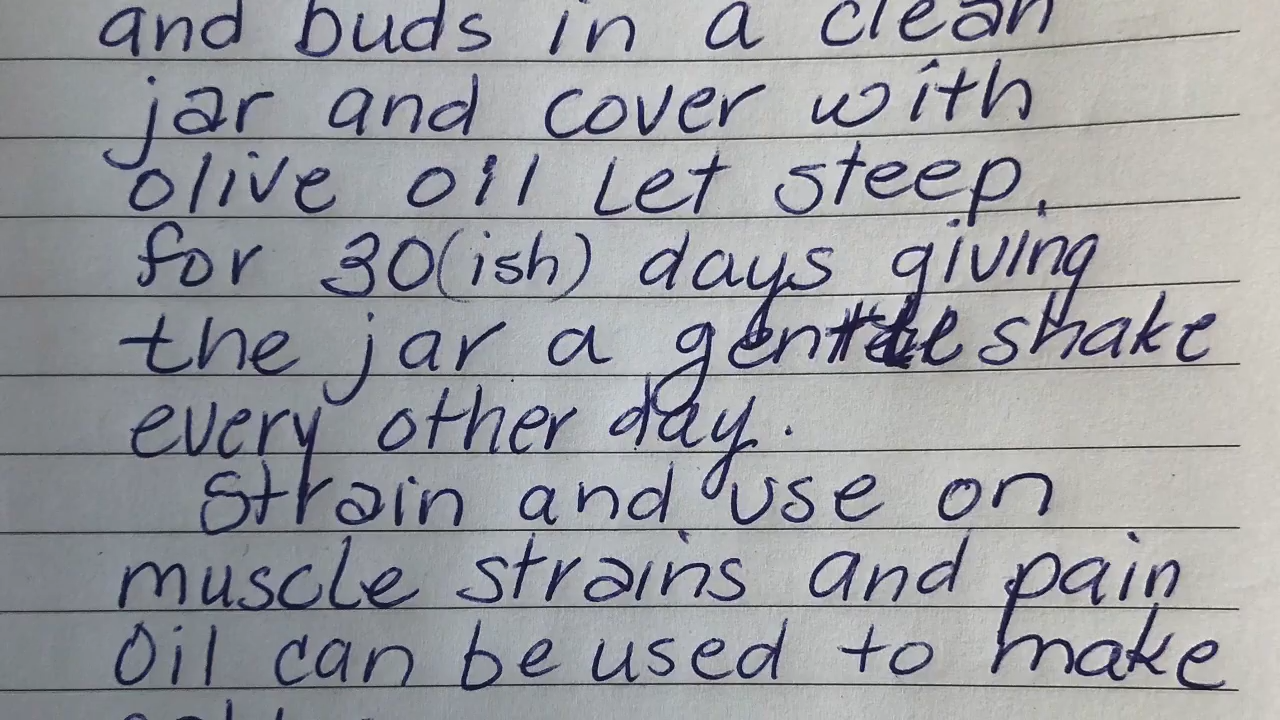 and buds in a clean
jar and cover with
olive oil Let steep.
for 30(ish) days giving
the jar a gentle shake
every other day.
Strain and use on
muscle strains and pain
Oil can be used to make